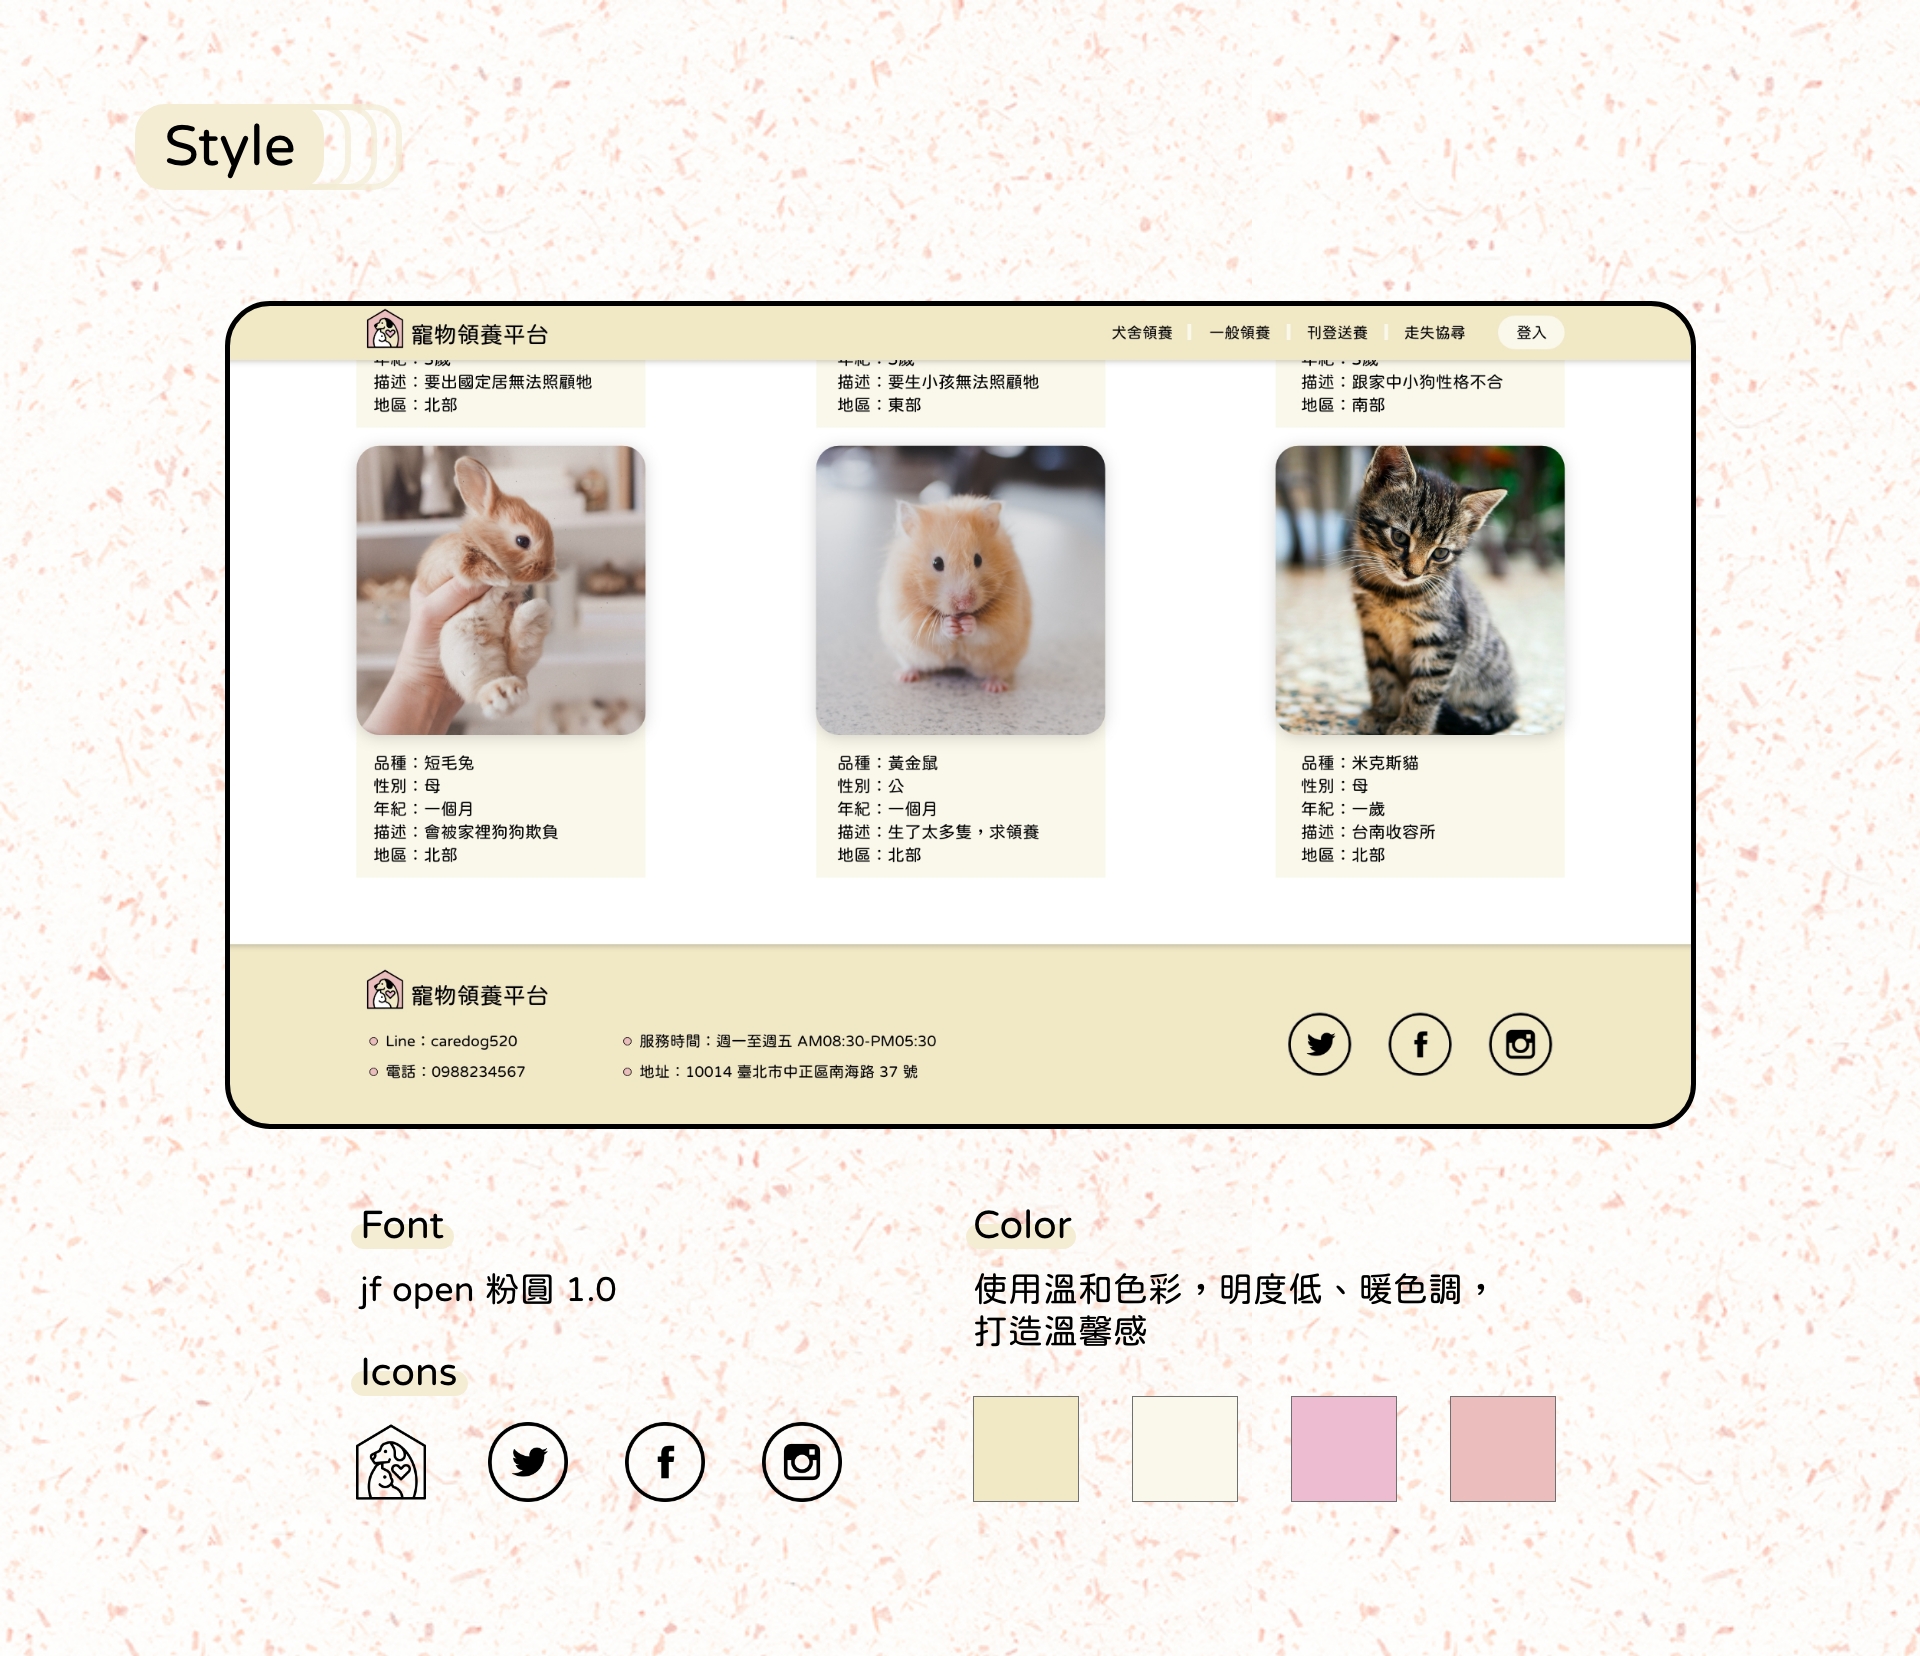 Style
寵物領養平台
犬舍領養
一般領養
刊登送養
走失協尋
登入
描述：要出國定居無法照顧牠
地區：北部
描述：要生小孩無法照顧牠
地區：東部
描述：跟家中小狗性格不合
地區：南部
品種：短毛兔
性別：母
年紀：一個月
描述：會被家裡狗狗欺負
地區：北部
品種：黃金鼠
性別：公
年紀：一個月
描述：生了太多隻，求領養
地區：北部
品種：米克斯貓
性別：母
年紀：一歲
描述：台南收容所
地區：北部
寵物領養平台
Line：caredog520
電話：0988234567
服務時間：週一至週五 AM08:30-PM05:30
地址：10014 臺北市中正區南海路 37 號
Font
jf open 粉圓 1.0
Icons
Color
使用溫和色彩，明度低、暖色調，
打造溫馨感